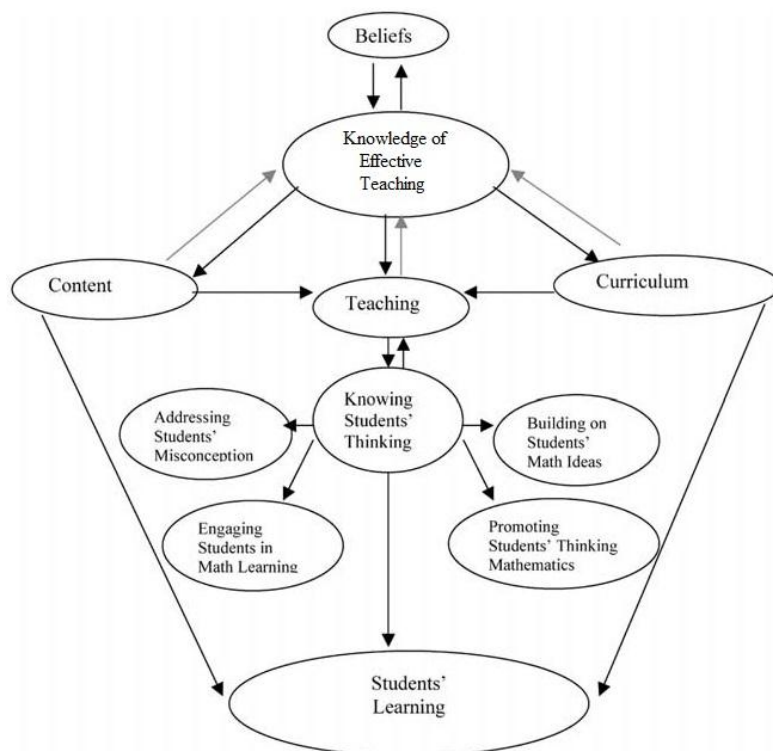 Beliefs
Knowledge of
Effective
Teaching
Content
Teaching
Curriculum
Knowing
Students'
Thinking
Addressing
Students'
Misconception
Building on
Students'
Math Ideas
Engaging
Students in
Math Learning
Promoting
Students' Thinking
Mathematics
Students'
Learning